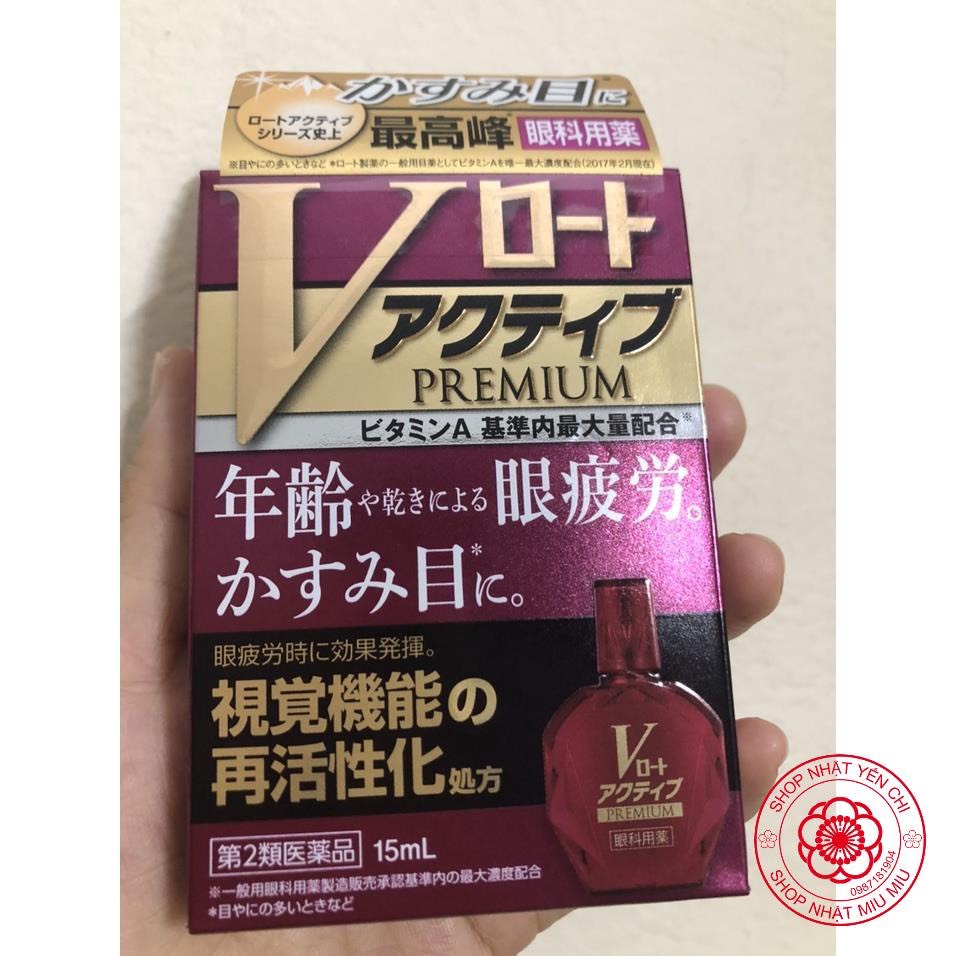 かすみ目に※
ロートアクティブ
シリーズ史上
最高峰※
眼科用薬
※目やにの多いときなど ※ロート製薬の一般用目薬としてビタミンAを唯一最大濃度配合(2017年2月現在)
Vロート
アクティブ
PREMIUM
ビタミンA 基準内最大量配合※
年齢や乾きによる眼疲労。
かすみ目*に。
眼疲労時に効果発揮。
視覚機能の
再活性化処方
V
ロート
アクティブ
PREMIUM
眼科用薬
第2類医薬品 15mL
※一般用眼科用薬製造販売承認基準内の最大濃度配合
*目やにの多いときなど
SHOP NHẬT YẾN CHI
0987181904
SHOP NHẬT MIU MIU